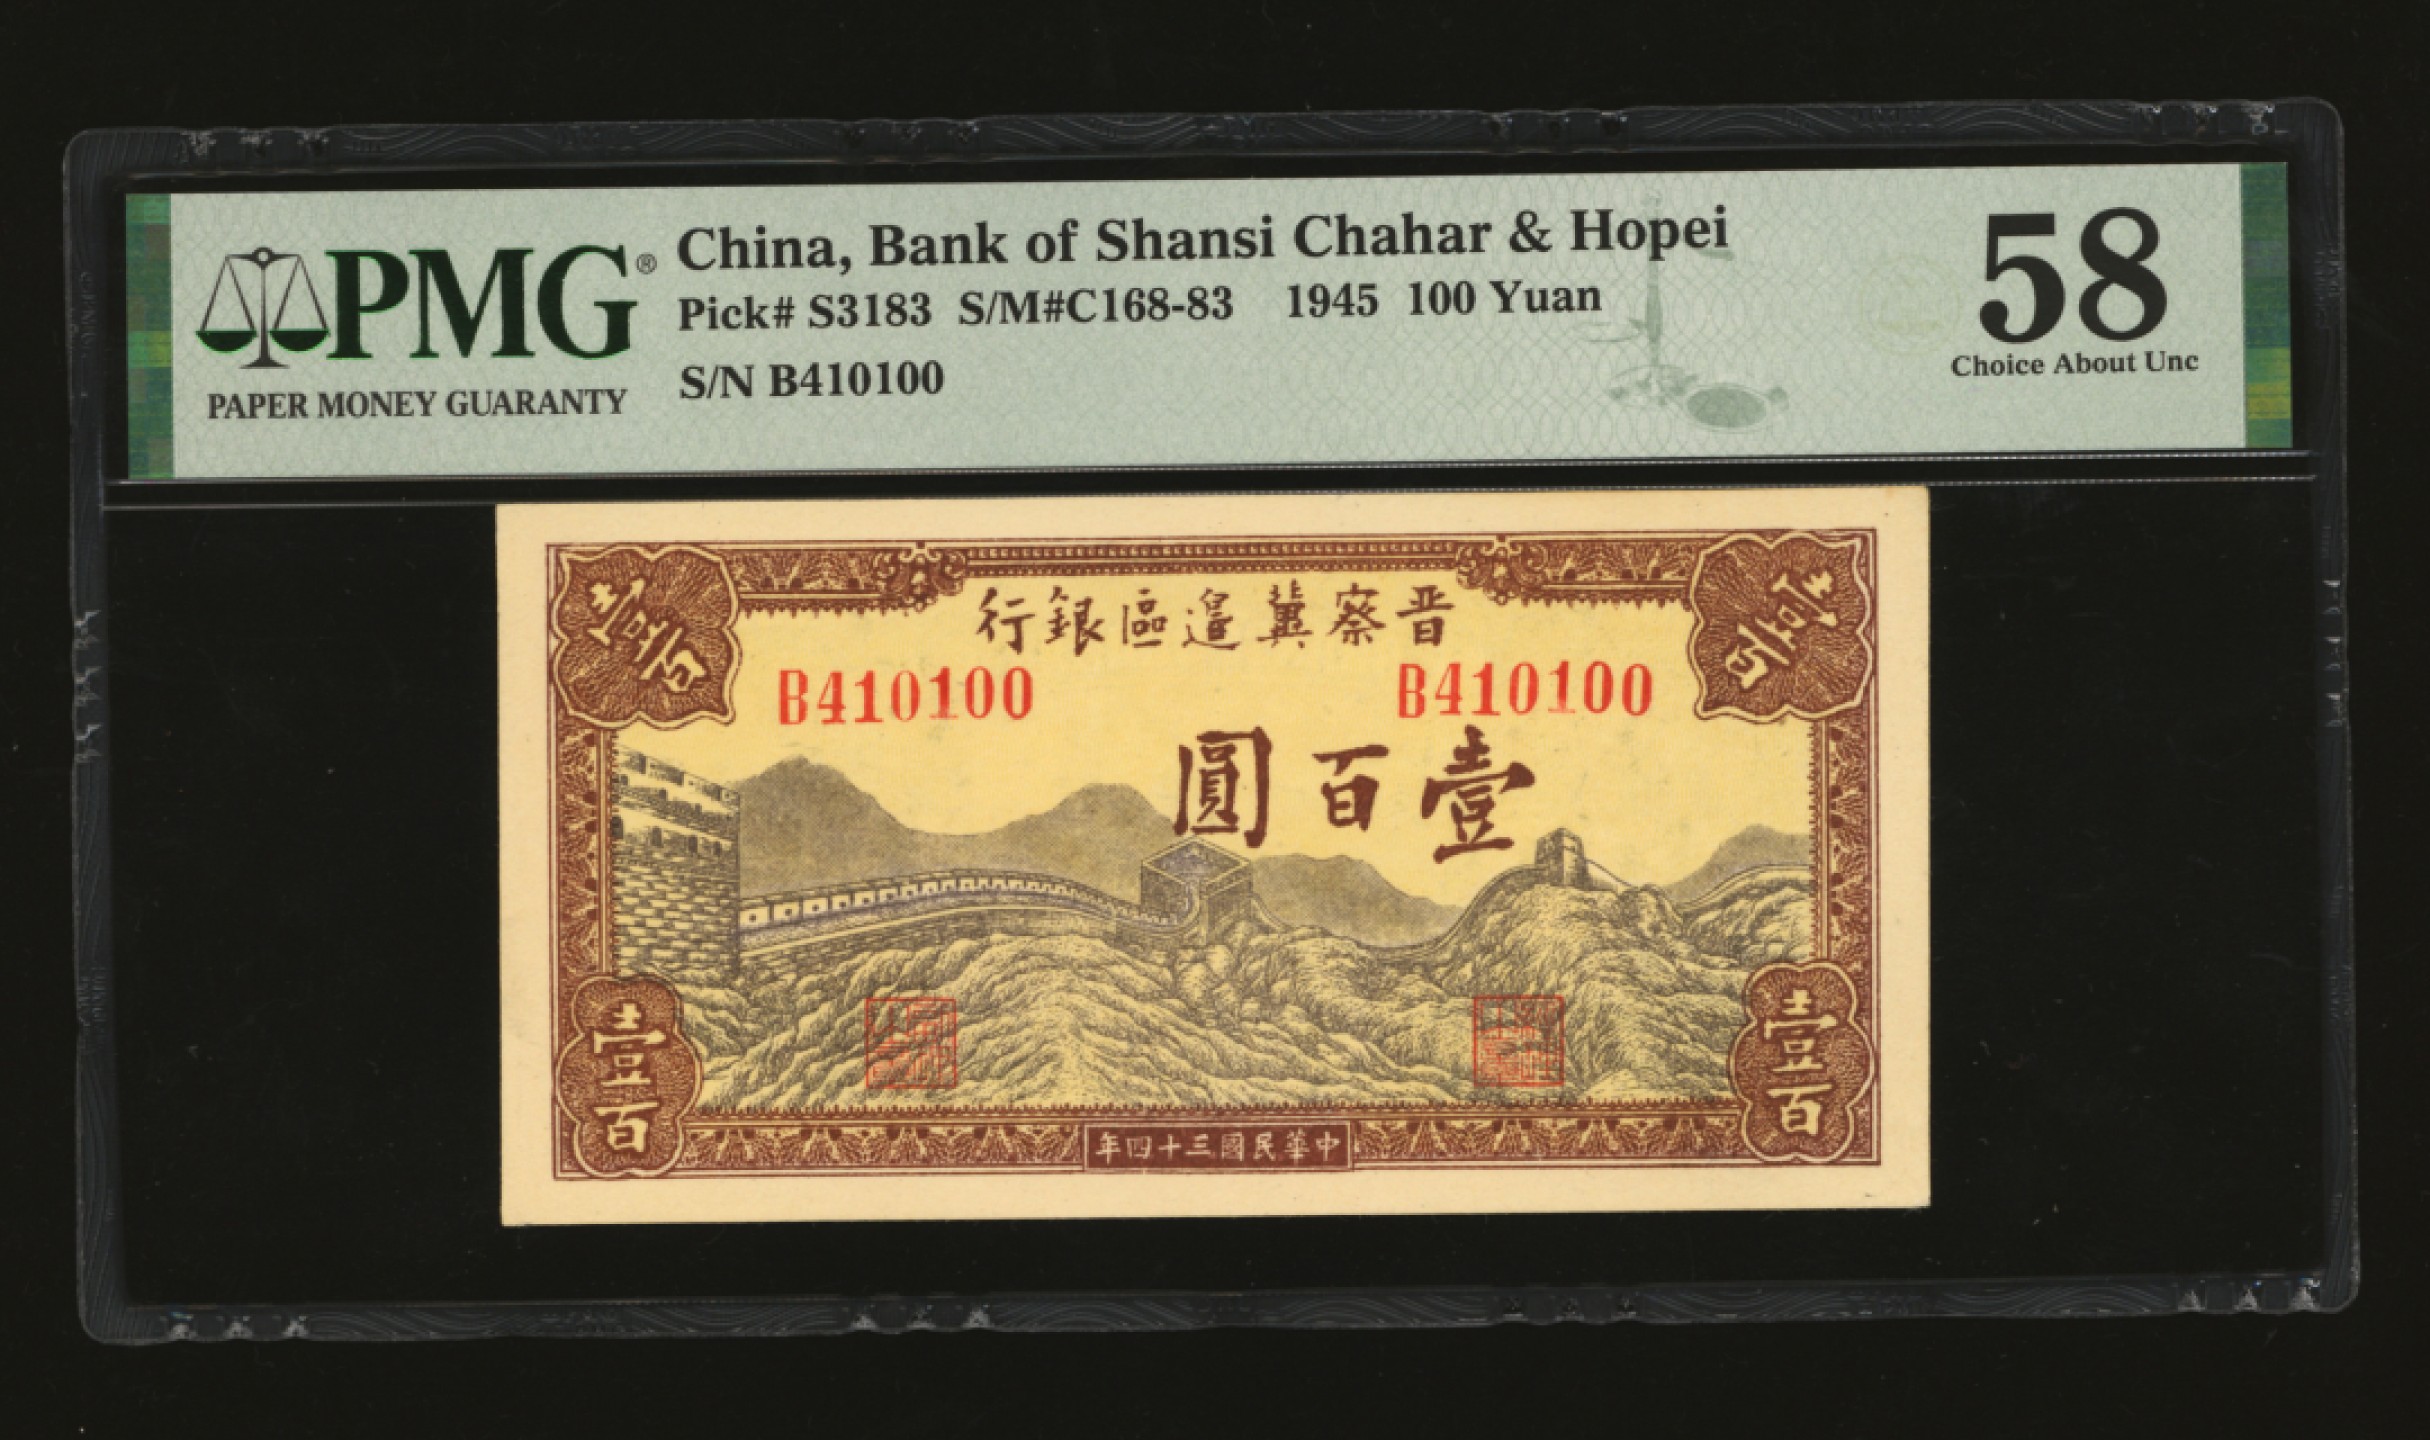 PMG®
PAPER MONEY GUARANTY
China, Bank of Shansi Chahar & Hopei
Pick# S3183 S/M#C168-83 1945 100 Yuan
S/N B410100
58
Choice About Unc
壹百
壹百
行銀區邊冀察晉
B410100 B410100
圓百壹
壹百
壹百
年四十三國民華中